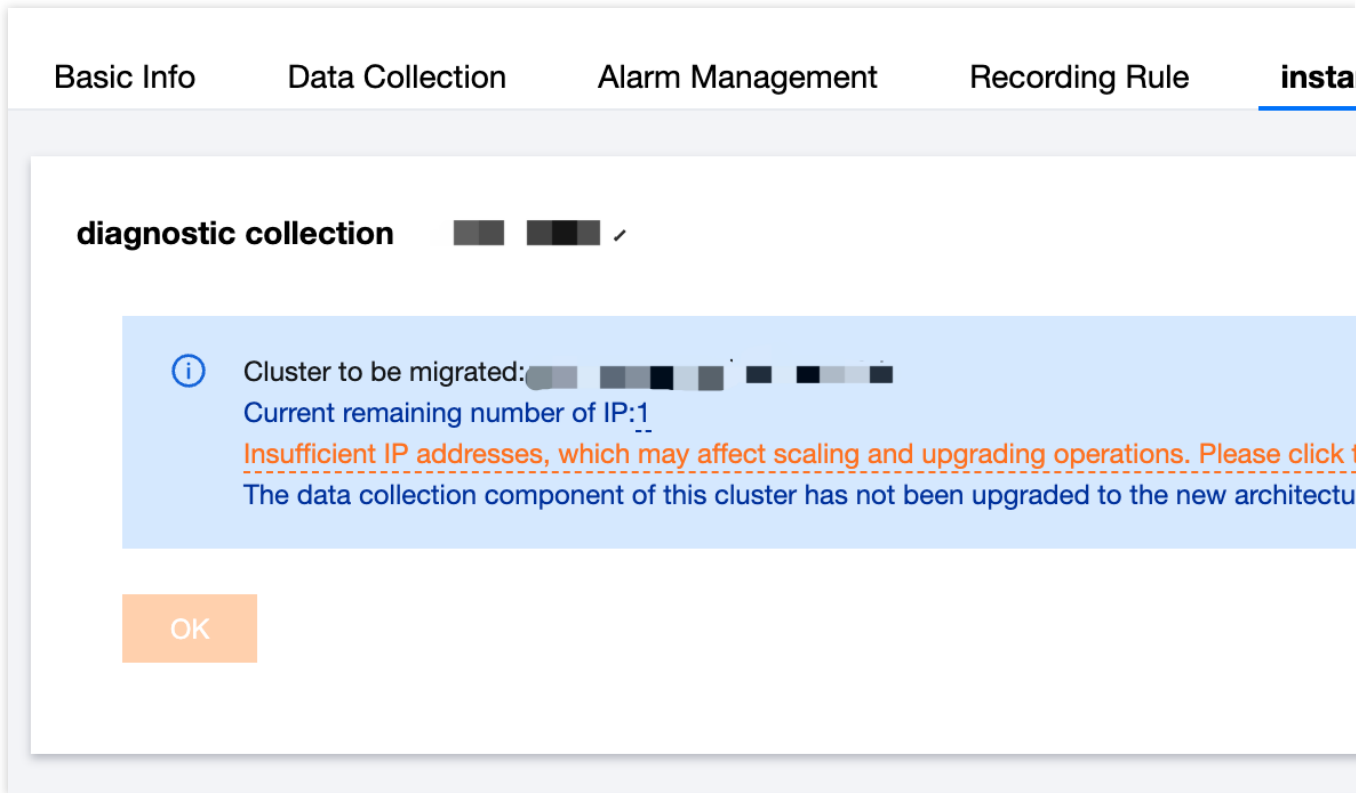 Basic Info Data Collection Alarm Management Recording Rule insta
diagnostic collection
Cluster to be migrated:
Current remaining number of IP:1
Insufficient IP addresses, which may affect scaling and upgrading operations. Please click
The data collection component of this cluster has not been upgraded to the new architectu
OK